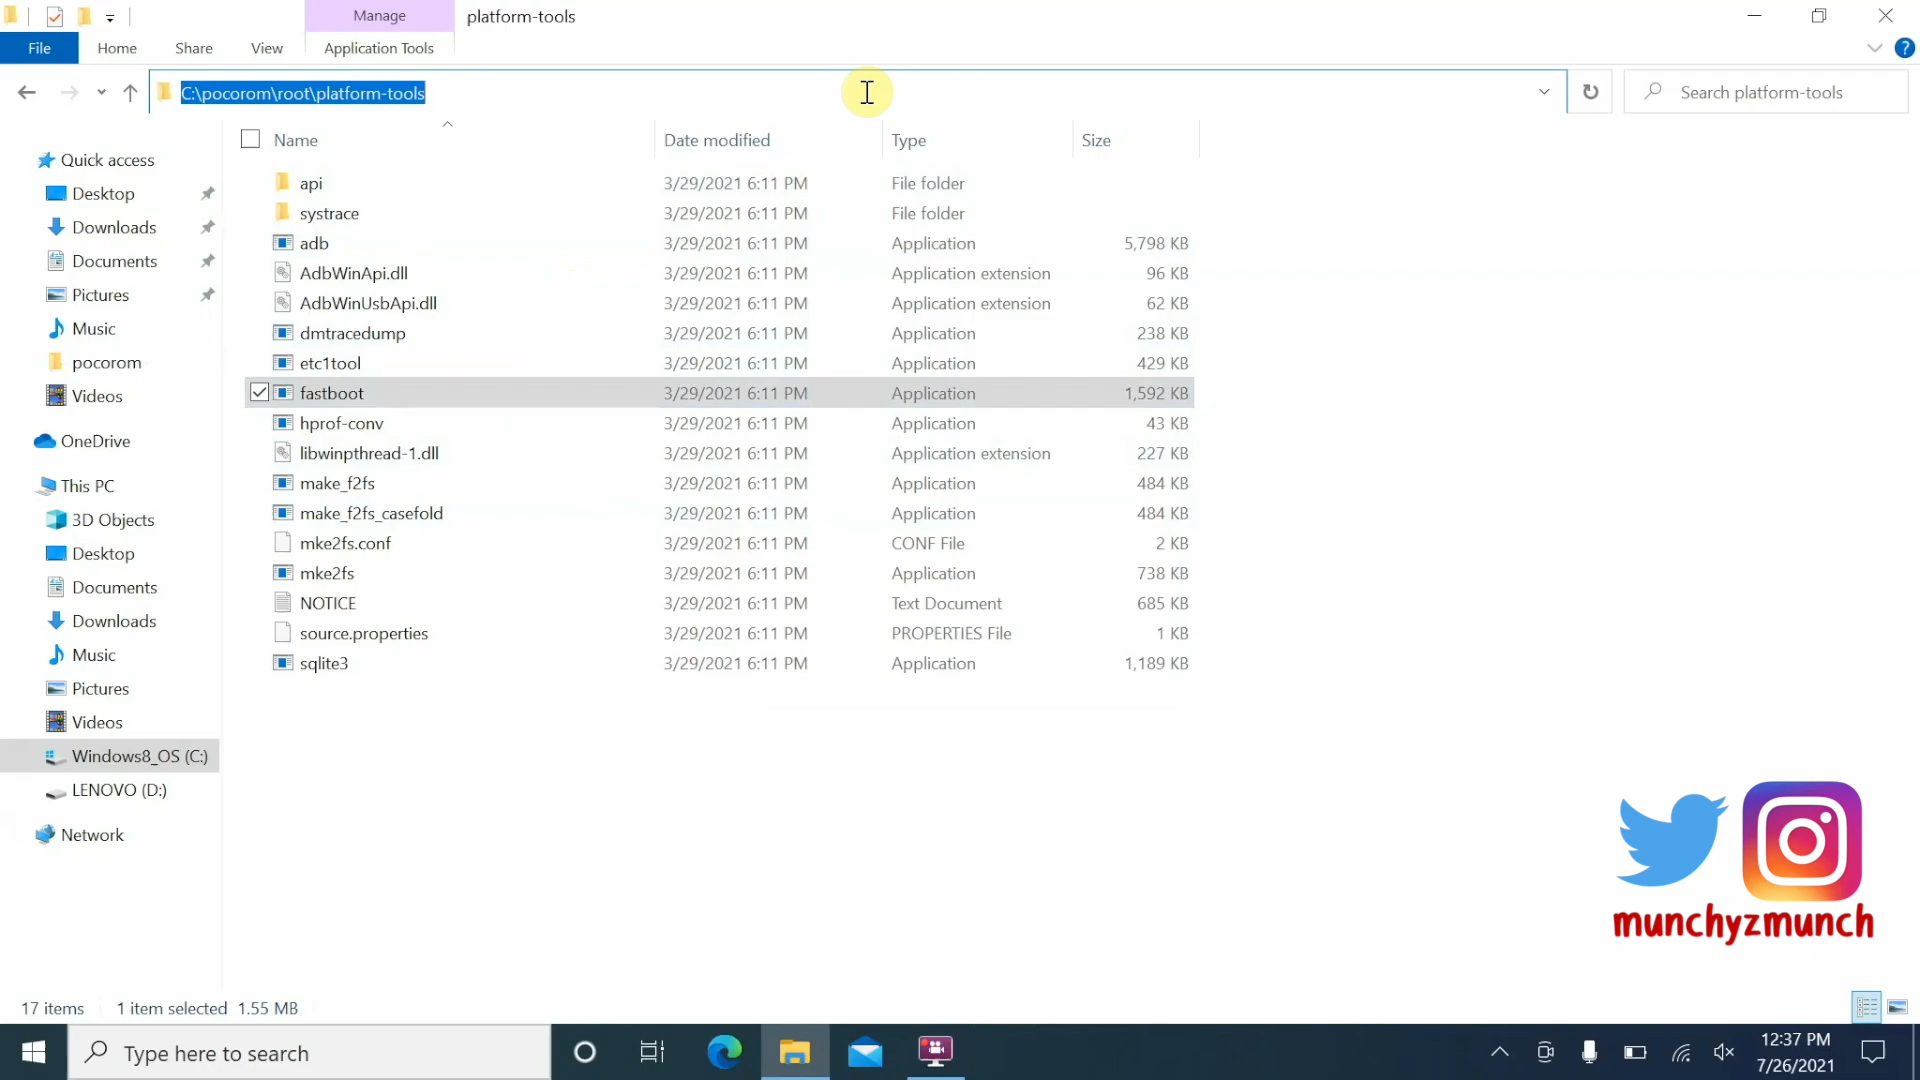 Manage
platform-tools
File
Home
Share
View
Application Tools
C:\pocorom\root\platform-tools
Search platform-tools
Name
Date modified
Type
Size
Quick access
Desktop
Downloads
Documents
Pictures
Music
pocorom
Videos
OneDrive
This PC
3D Objects
Desktop
Documents
Downloads
Music
Pictures
Videos
Windows8_OS (C:)
LENOVO (D:)
Network
api 3/29/2021 6:11 PM File folder
systrace 3/29/2021 6:11 PM File folder
adb 3/29/2021 6:11 PM Application 5,798 KB
AdbWinApi.dll 3/29/2021 6:11 PM Application extension 96 KB
AdbWinUsbApi.dll 3/29/2021 6:11 PM Application extension 62 KB
dmtracedump 3/29/2021 6:11 PM Application 238 KB
etc1tool 3/29/2021 6:11 PM Application 429 KB
fastboot 3/29/2021 6:11 PM Application 1,592 KB
hprof-conv 3/29/2021 6:11 PM Application 43 KB
libwinpthread-1.dll 3/29/2021 6:11 PM Application extension 227 KB
make_f2fs 3/29/2021 6:11 PM Application 484 KB
make_f2fs_casefold 3/29/2021 6:11 PM Application 484 KB
mke2fs.conf 3/29/2021 6:11 PM CONF File 2 KB
mke2fs 3/29/2021 6:11 PM Application 738 KB
NOTICE 3/29/2021 6:11 PM Text Document 685 KB
source.properties 3/29/2021 6:11 PM PROPERTIES File 1 KB
sqlite3 3/29/2021 6:11 PM Application 1,189 KB
munchyzmunch
17 items 1 item selected 1.55 MB
Type here to search
12:37 PM
7/26/2021